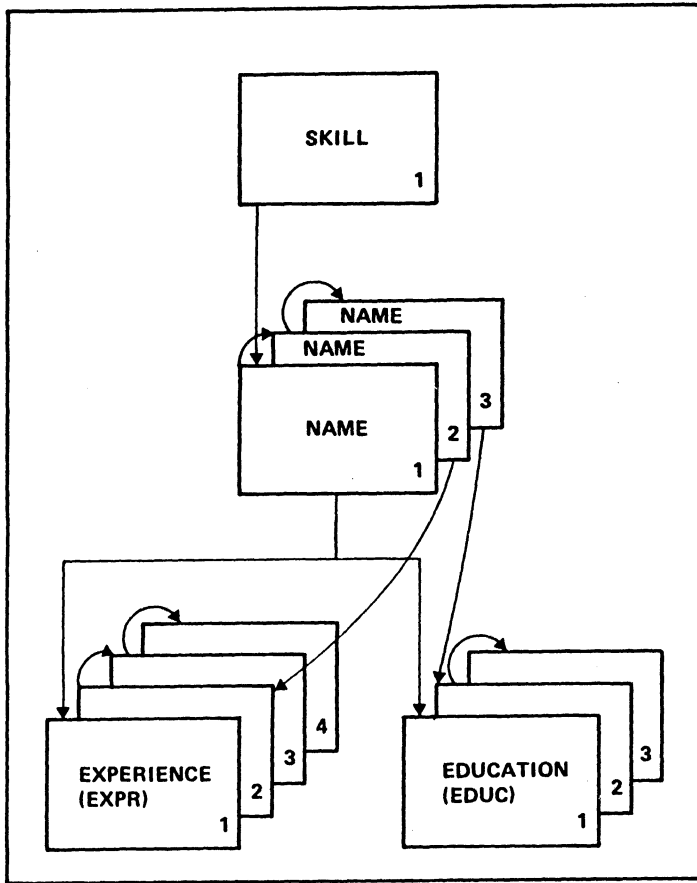 SKILL
1
NAME
3
NAME
2
NAME
1
4
3
2
EXPERIENCE
(EXPR)
1
3
2
EDUCATION
(EDUC)
1